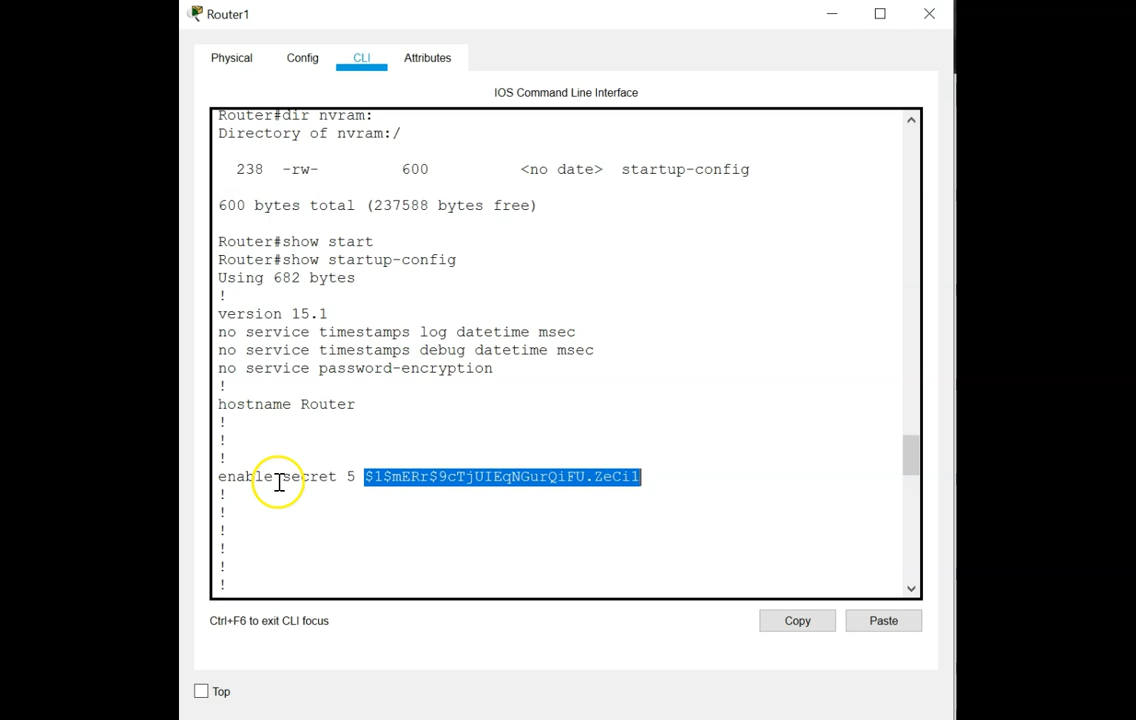 Router1
Physical Config CLI Attributes
IOS Command Line Interface
Router#dir nvram:
Directory of nvram:/
238 -rw- 600 <no date> startup-config
600 bytes total (237588 bytes free)
Router#show start
Router#show startup-config
Using 682 bytes
!
version 15.1
no service timestamps log datetime msec
no service timestamps debug datetime msec
no service password-encryption
!
hostname Router
!
!
!
enable secret 5 $1$mERr$9cTjUIEqNGurQiFU.ZeCi1
!
!
!
!
!
!
Ctrl+F6 to exit CLI focus
Copy Paste
Top